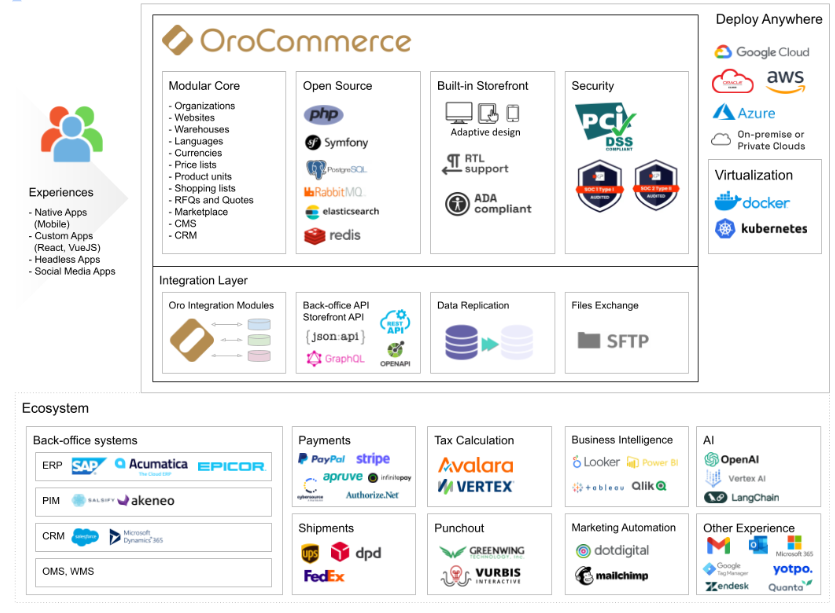 OroCommerce
Deploy Anywhere
Google Cloud
ORACLE
aws
Azure
On-premise or
Private Clouds
Virtualization
docker
kubernetes
Experiences
- Native Apps
(Mobile)
- Custom Apps
(React, VueJS)
- Headless Apps
- Social Media Apps
Modular Core
- Organizations
- Websites
- Warehouses
- Languages
- Currencies
- Price lists
- Product units
- Shopping lists
- RFQs and Quotes
- Marketplace
- CMS
- CRM
Open Source
php
Symfony
PostgreSQL
RabbitMQ
elasticsearch
redis
Built-in Storefront
Adaptive design
RTL
support
ADA
compliant
Security
PCI
DSS
COMPLIANT
SOC 1 Type II
AUDITED
SOC 2 Type II
AUDITED
Integration Layer
Oro Integration Modules
Back-office API
Storefront API
REST
API
{json:api}
GraphQL
OPENAPI
Data Replication
Files Exchange
SFTP
Ecosystem
Back-office systems
ERP
SAP
Acumatica
The Cloud ERP
EPICOR
PIM
SALSIFY
akeneo
CRM
salesforce
Microsoft
Dynamics 365
OMS, WMS
Payments
PayPal
stripe
apruve
infinitepay
cybersource
Authorize.Net
Tax Calculation
Avalara
VERTEX
Business Intelligence
Looker
Power BI
+ableau
Qlik
AI
OpenAI
Vertex AI
LangChain
Shipments
ups
dpd
FedEx
Punchout
GREENWING
TECHNOLOGY, INC.
VURBIS
INTERACTIVE
Marketing Automation
dotdigital
mailchimp
Other Experience
Microsoft 365
Google
Tag Manager
yotpo.
zendesk
Quanta